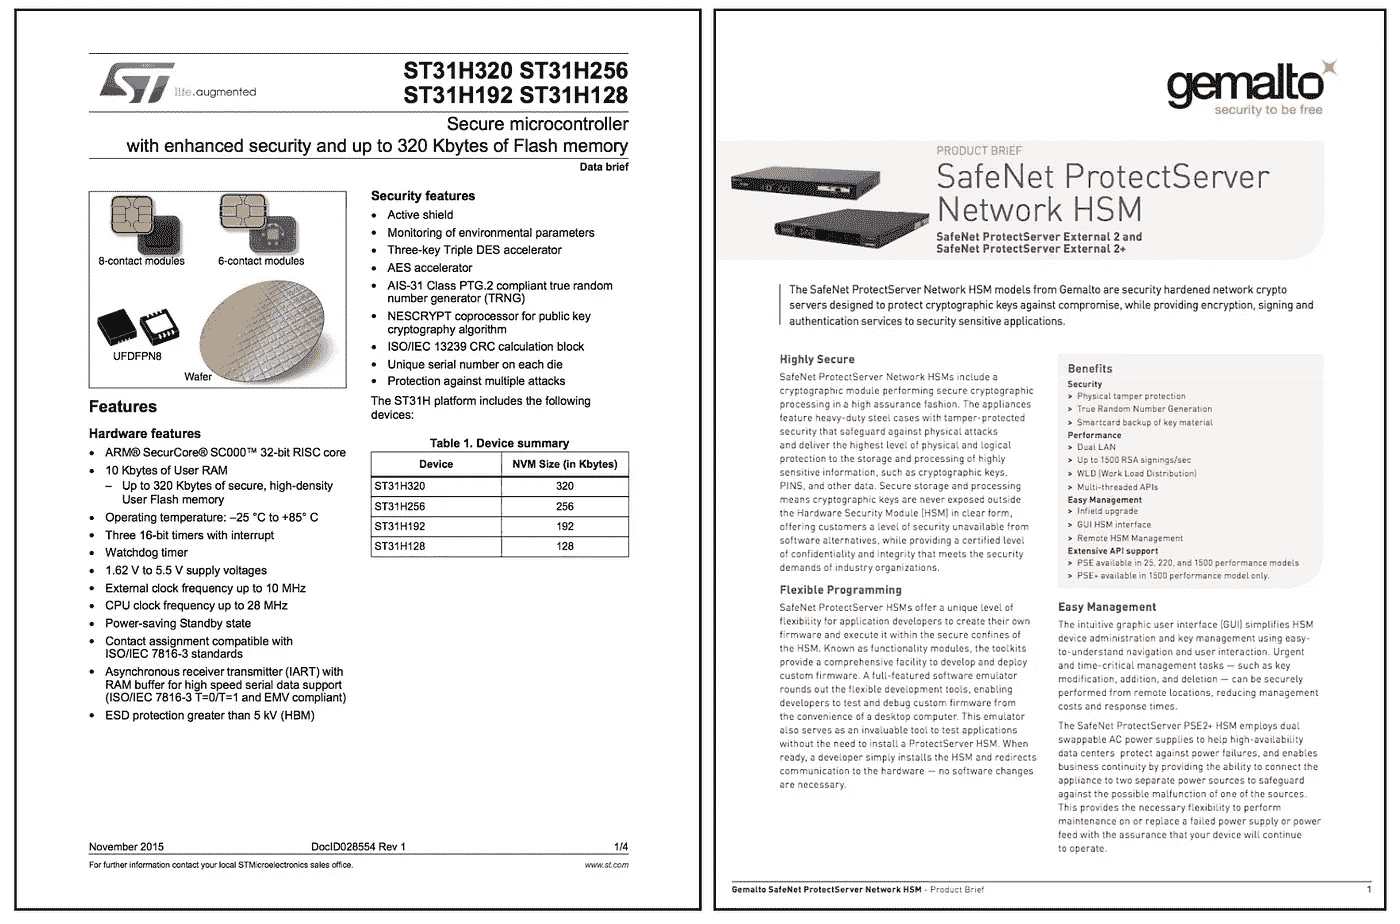 ST life.augmented
ST31H320 ST31H256
ST31H192 ST31H128
Secure microcontroller
with enhanced security and up to 320 Kbytes of Flash memory
Data brief
8-contact modules
6-contact modules
UFDFPN8
Wafer
Features
Hardware features
• ARM® SecurCore® SC000™ 32-bit RISC core
• 10 Kbytes of User RAM
– Up to 320 Kbytes of secure, high-density
User Flash memory
• Operating temperature: –25 °C to +85° C
• Three 16-bit timers with interrupt
• Watchdog timer
• 1.62 V to 5.5 V supply voltages
• External clock frequency up to 10 MHz
• CPU clock frequency up to 28 MHz
• Power-saving Standby state
• Contact assignment compatible with
ISO/IEC 7816-3 standards
• Asynchronous receiver transmitter (IART) with
RAM buffer for high speed serial data support
(ISO/IEC 7816-3 T=0/T=1 and EMV compliant)
• ESD protection greater than 5 kV (HBM)
Security features
• Active shield
• Monitoring of environmental parameters
• Three-key Triple DES accelerator
• AES accelerator
• AIS-31 Class PTG.2 compliant true random
number generator (TRNG)
• NESCRYPT coprocessor for public key
cryptography algorithm
• ISO/IEC 13239 CRC calculation block
• Unique serial number on each die
• Protection against multiple attacks
The ST31H platform includes the following
devices:
Table 1. Device summary
Device NVM Size (in Kbytes)
ST31H320 320
ST31H256 256
ST31H192 192
ST31H128 128
November 2015 DocID028554 Rev 1 1/4
For further information contact your local STMicroelectronics sales office. www.st.com
gemalto
security to be free
PRODUCT BRIEF
SafeNet ProtectServer
Network HSM
SafeNet ProtectServer External 2 and
SafeNet ProtectServer External 2+
The SafeNet ProtectServer Network HSM models from Gemalto are security hardened network crypto
servers designed to protect cryptographic keys against compromise, while providing encryption, signing and
authentication services to security sensitive applications.
Highly Secure
SafeNet ProtectServer Network HSMs include a
cryptographic module performing secure cryptographic
processing in a high assurance fashion. The appliances
feature heavy-duty steel cases with tamper-protected
security that safeguard against physical attacks
and deliver the highest level of physical and logical
protection to the storage and processing of highly
sensitive information, such as cryptographic keys,
PINS, and other data. Secure storage and processing
means cryptographic keys are never exposed outside
the Hardware Security Module (HSM) in clear form,
offering customers a level of security unavailable from
software alternatives, while providing a certified level
of confidentiality and integrity that meets the security
demands of industry organizations.
Flexible Programming
SafeNet ProtectServer HSMs offer a unique level of
flexibility for application developers to create their own
firmware and execute it within the secure confines of
the HSM. Known as functionality modules, the toolkits
provide a comprehensive facility to develop and deploy
custom firmware. A full-featured software emulator
rounds out the flexible development tools, enabling
developers to test and debug custom firmware from
the convenience of a desktop computer. This emulator
also serves as an invaluable tool to test applications
without the need to install a ProtectServer HSM. When
ready, a developer simply installs the HSM and redirects
communication to the hardware — no software changes
are necessary.
Benefits
Security
> Physical tamper protection
> True Random Number Generation
> Smartcard backup of key material
Performance
> Dual LAN
> Up to 1500 RSA signings/sec
> WLD (Work Load Distribution)
> Multi-threaded APIs
Easy Management
> Infield upgrade
> GUI HSM interface
> Remote HSM Management
Extensive API support
> PSE available in 25, 220, and 1500 performance models
> PSE+ available in 1500 performance model only.
Easy Management
The intuitive graphic user interface (GUI) simplifies HSM
device administration and key management using easy-
to-understand navigation and user interaction. Urgent
and time-critical management tasks — such as key
modification, addition, and deletion — can be securely
performed from remote locations, reducing management
costs and response times.
The SafeNet ProtectServer PSE2+ HSM employs dual
swappable AC power supplies to help high-availability
data centers protect against power failures, and enables
business continuity by providing the ability to connect the
appliance to two separate power sources to safeguard
against the possible malfunction of one of the sources.
This provides the necessary flexibility to perform
maintenance on or replace a failed power supply or power
feed with the assurance that your device will continue
to operate.
Gemalto SafeNet ProtectServer Network HSM - Product Brief 1